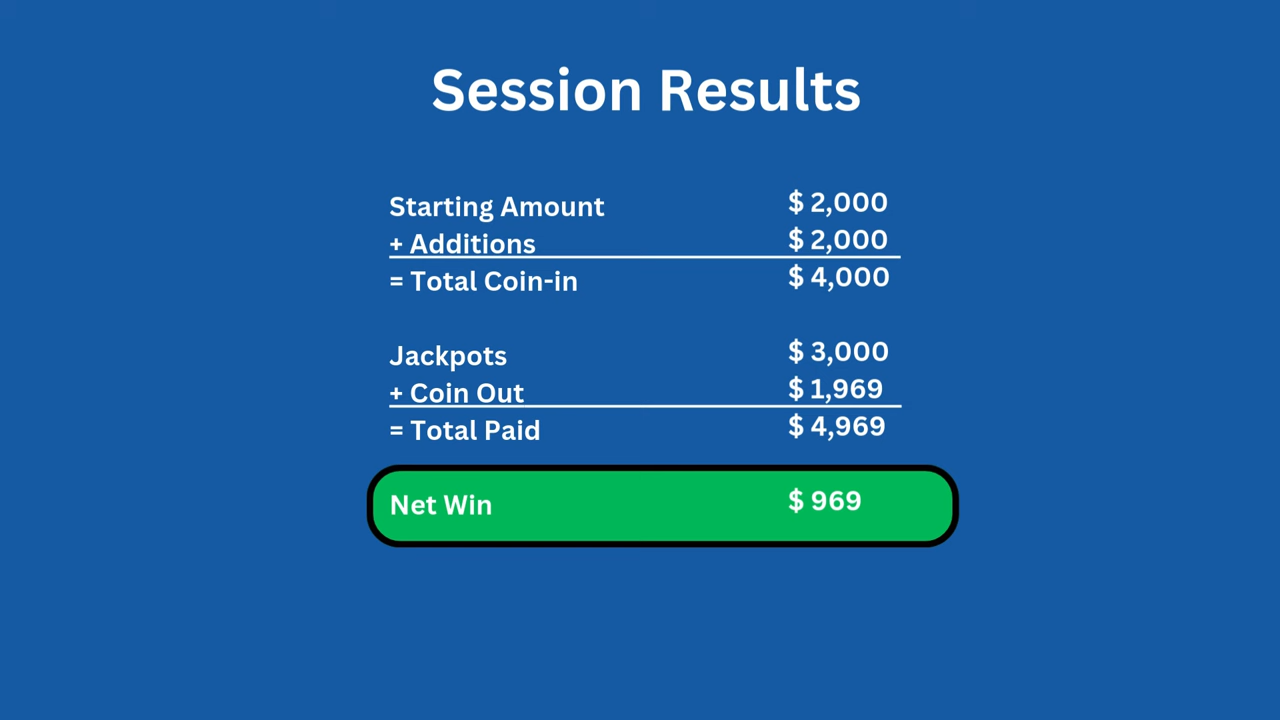 Session Results
Starting Amount $ 2,000
+ Additions $ 2,000
= Total Coin-in $ 4,000
Jackpots $ 3,000
+ Coin Out $ 1,969
= Total Paid $ 4,969
Net Win $ 969